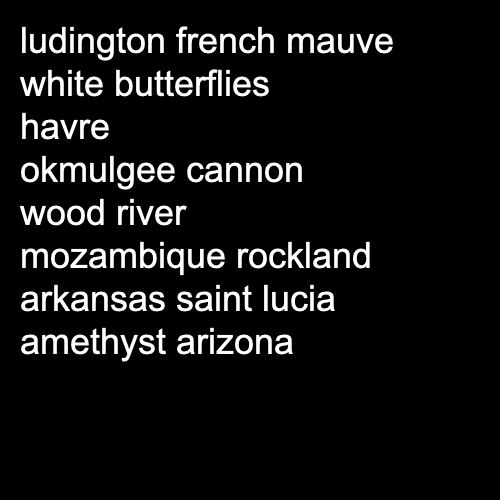 ludington french mauve
white butterflies
havre
okmulgee cannon
wood river
mozambique rockland
arkansas saint lucia
amethyst arizona